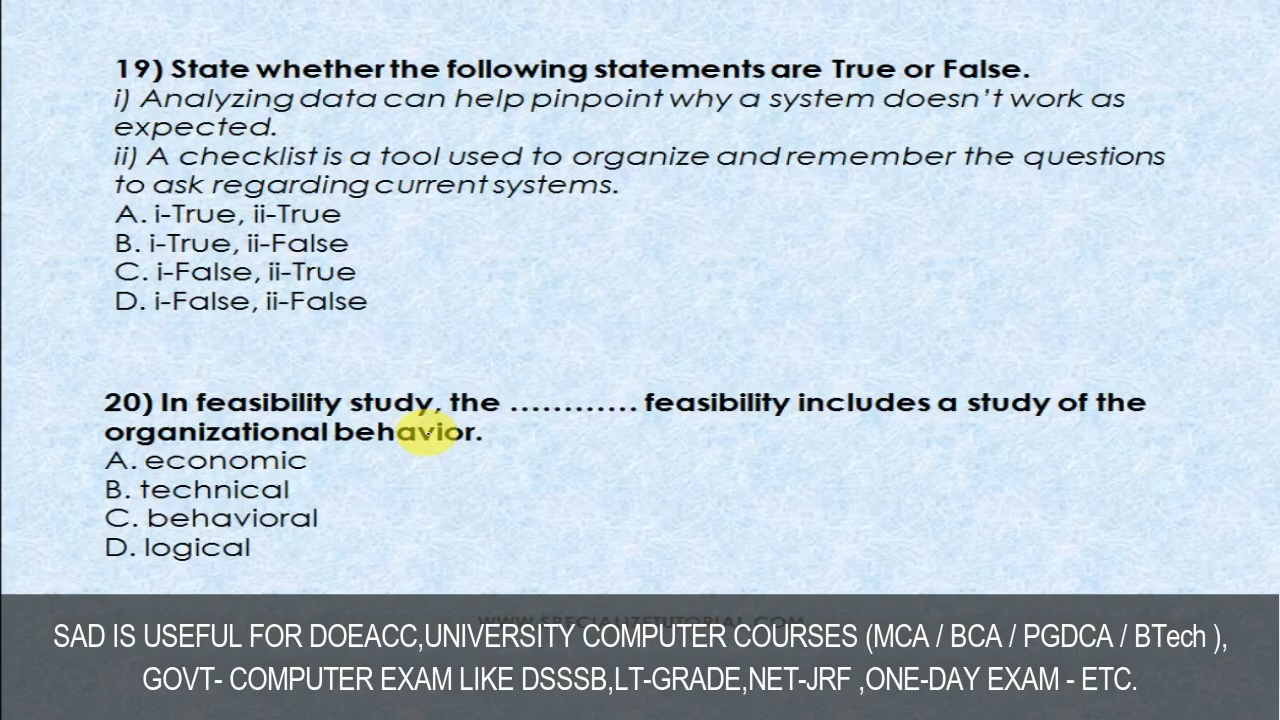 19) State whether the following statements are True or False.
i) Analyzing data can help pinpoint why a system doesn't work as
expected.
ii) A checklist is a tool used to organize and remember the questions
to ask regarding current systems.
A. i-True, ii-True
B. i-True, ii-False
C. i-False, ii-True
D. i-False, ii-False
20) In feasibility study, the ............ feasibility includes a study of the
organizational behavior.
A. economic
B. technical
C. behavioral
D. logical
WWW.SPECIALIZETUTORIAL.COM
SAD IS USEFUL FOR DOEACC,UNIVERSITY COMPUTER COURSES (MCA / BCA / PGDCA / BTech ),
GOVT- COMPUTER EXAM LIKE DSSSB,LT-GRADE,NET-JRF ,ONE-DAY EXAM - ETC.